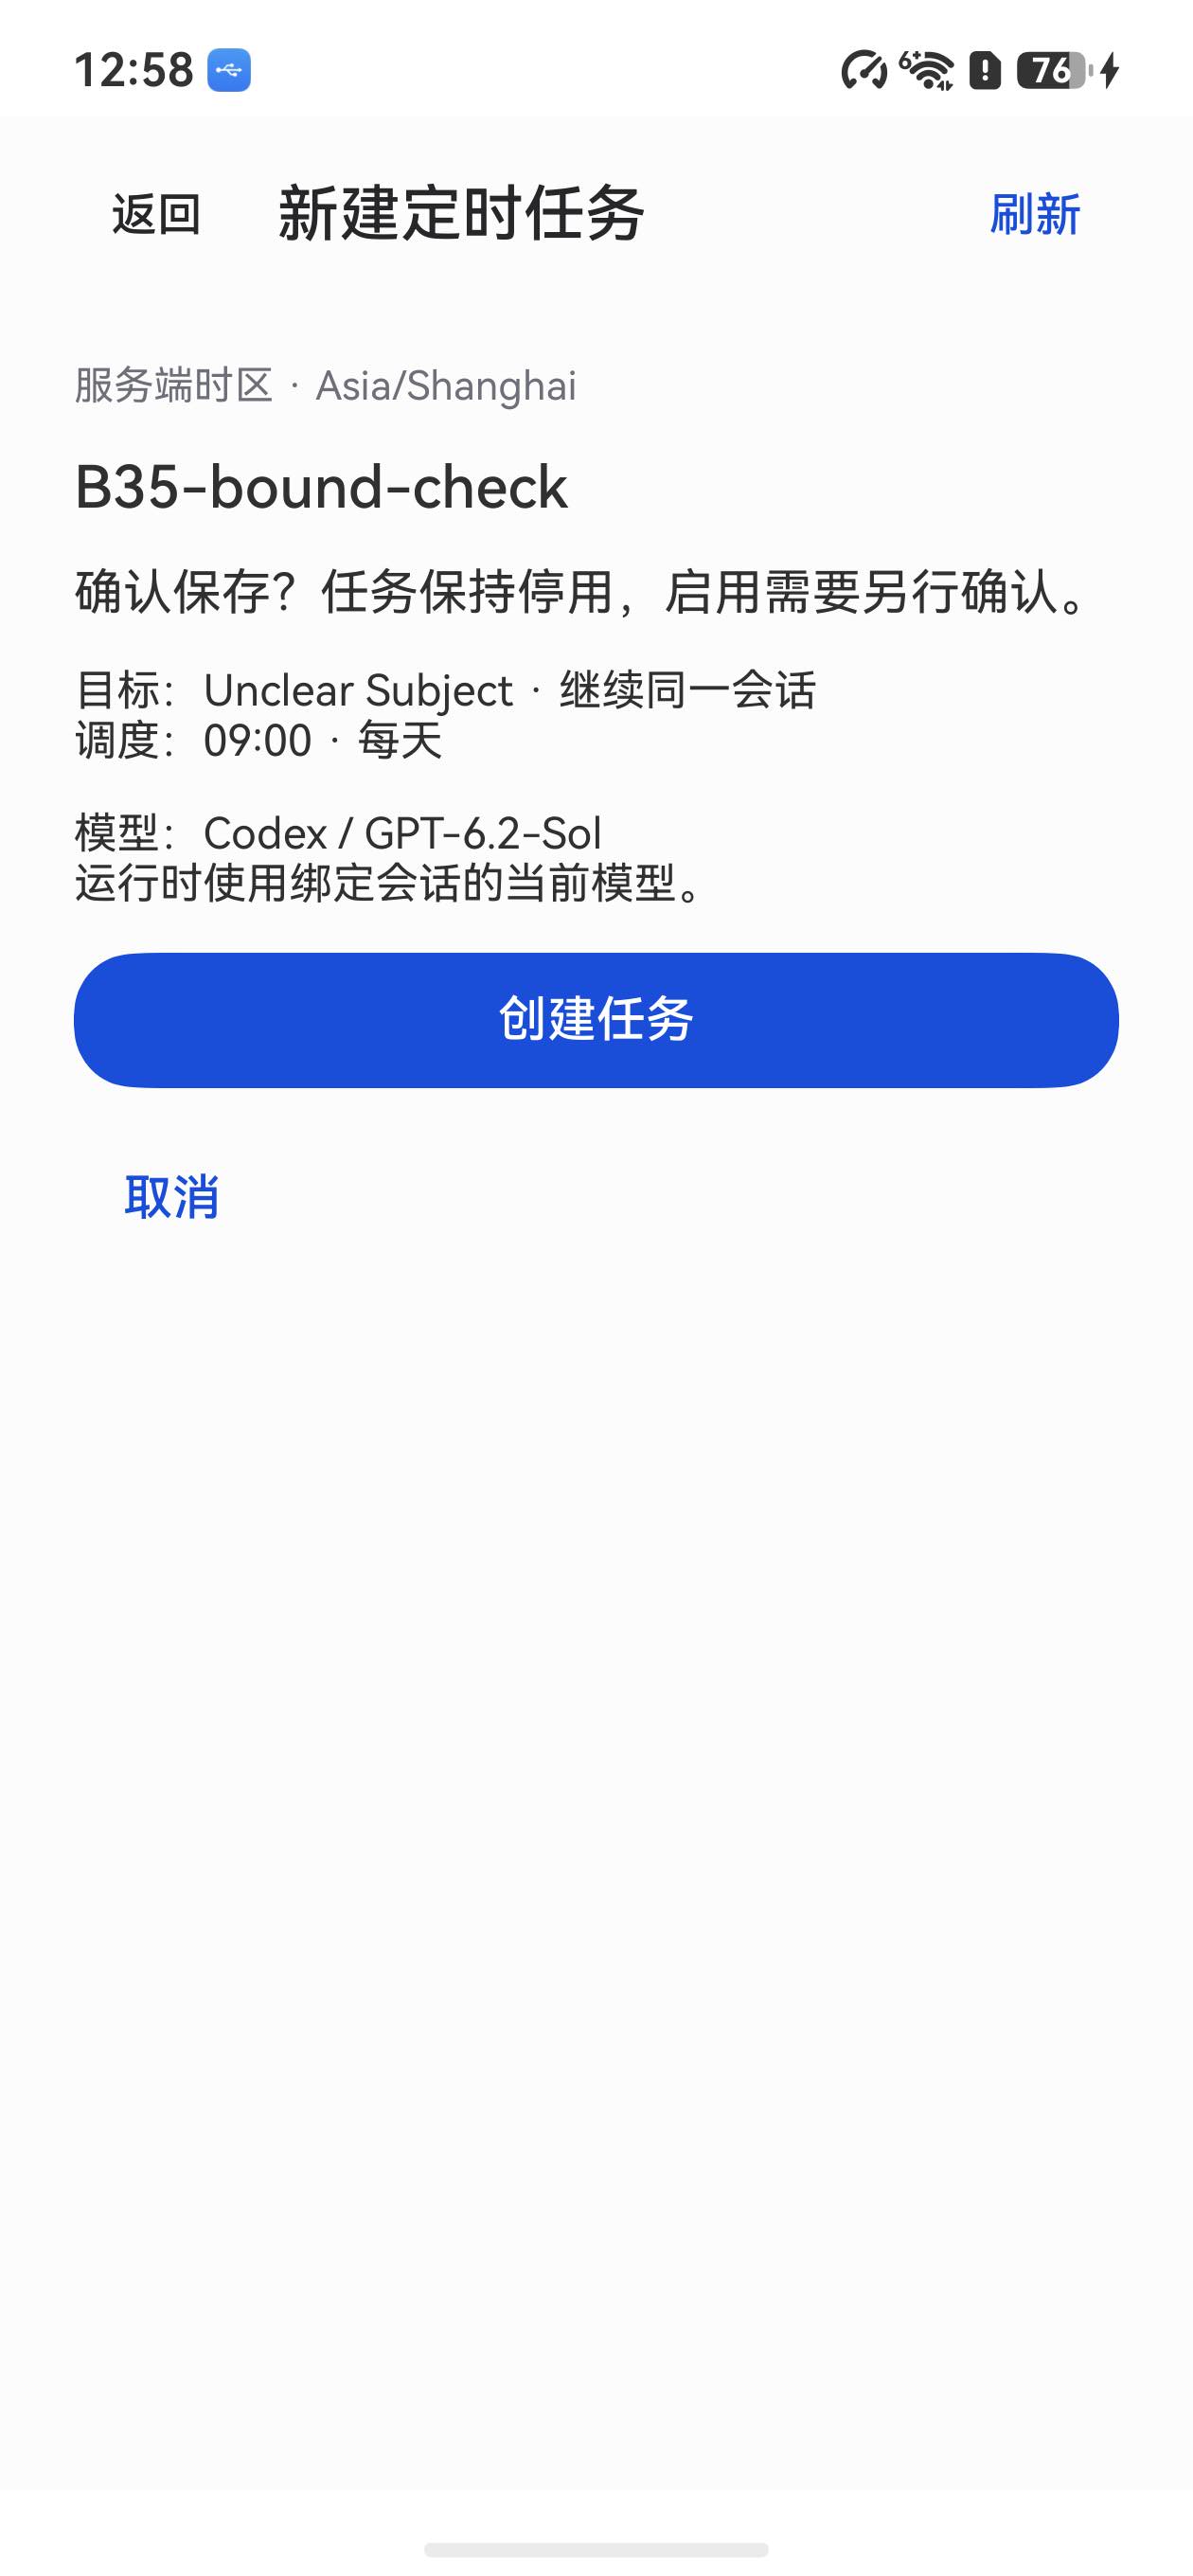 12:58
76
返回 新建定时任务 刷新
服务端时区 · Asia/Shanghai
B35-bound-check
确认保存？任务保持停用，启用需要另行确认。
目标：Unclear Subject · 继续同一会话
调度：09:00 · 每天
模型：Codex / GPT-6.2-Sol
运行时使用绑定会话的当前模型。
创建任务
取消